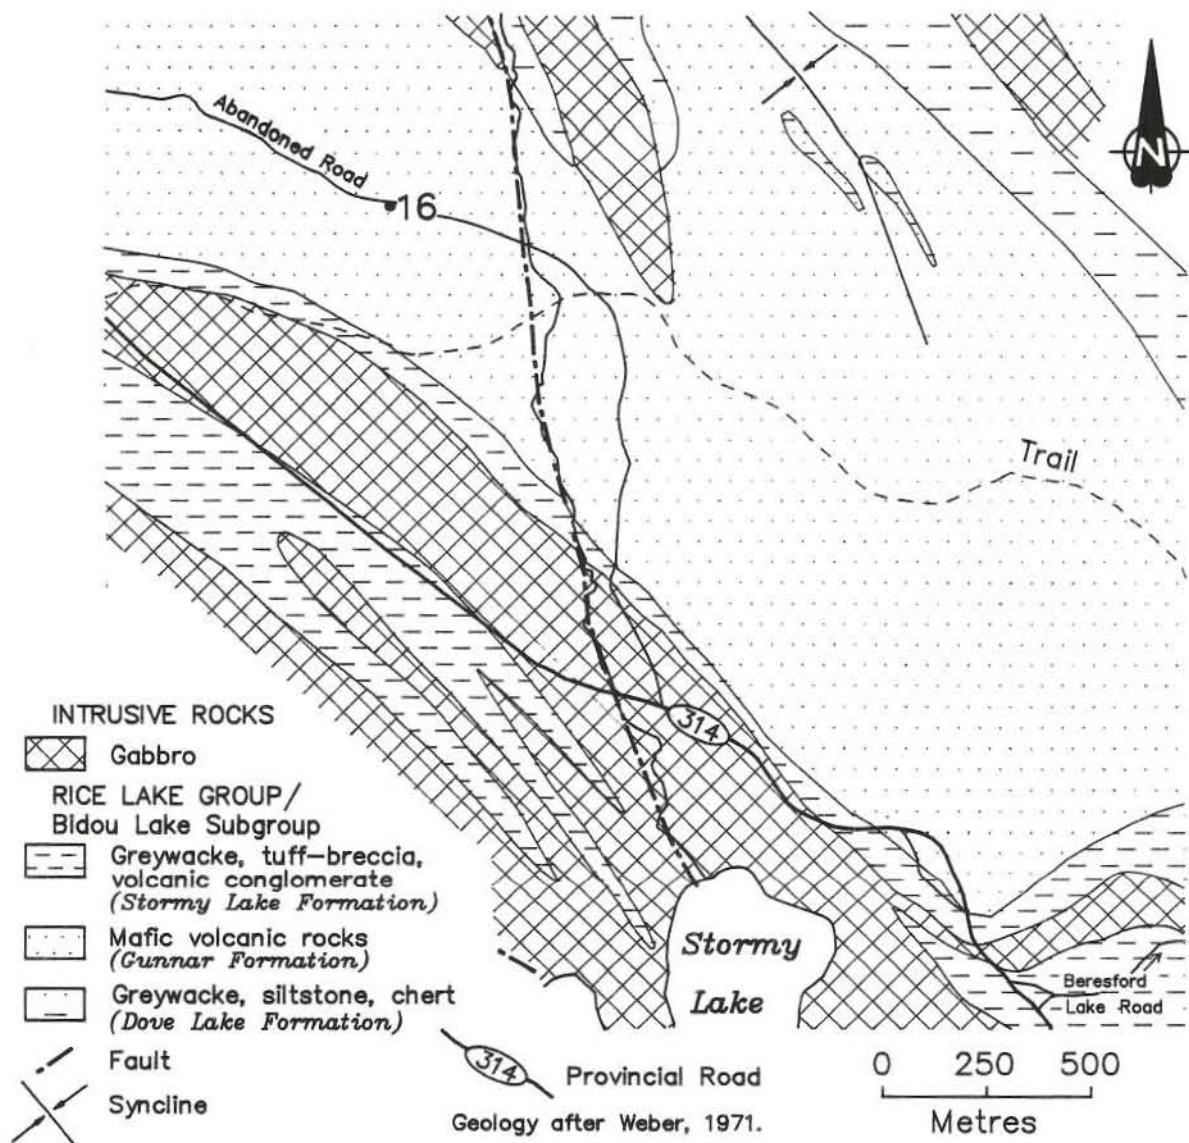 N
Abandoned Road
16
Trail
314
INTRUSIVE ROCKS
Gabbro
RICE LAKE GROUP/
Bidou Lake Subgroup
Greywacke, tuff-breccia,
volcanic conglomerate
(Stormy Lake Formation)
Mafic volcanic rocks
(Gunnar Formation)
Greywacke, siltstone, chert
(Dove Lake Formation)
Fault
Syncline
Stormy
Lake
Beresford
Lake Road
314
Provincial Road
Geology after Weber, 1971.
0 250 500
Metres